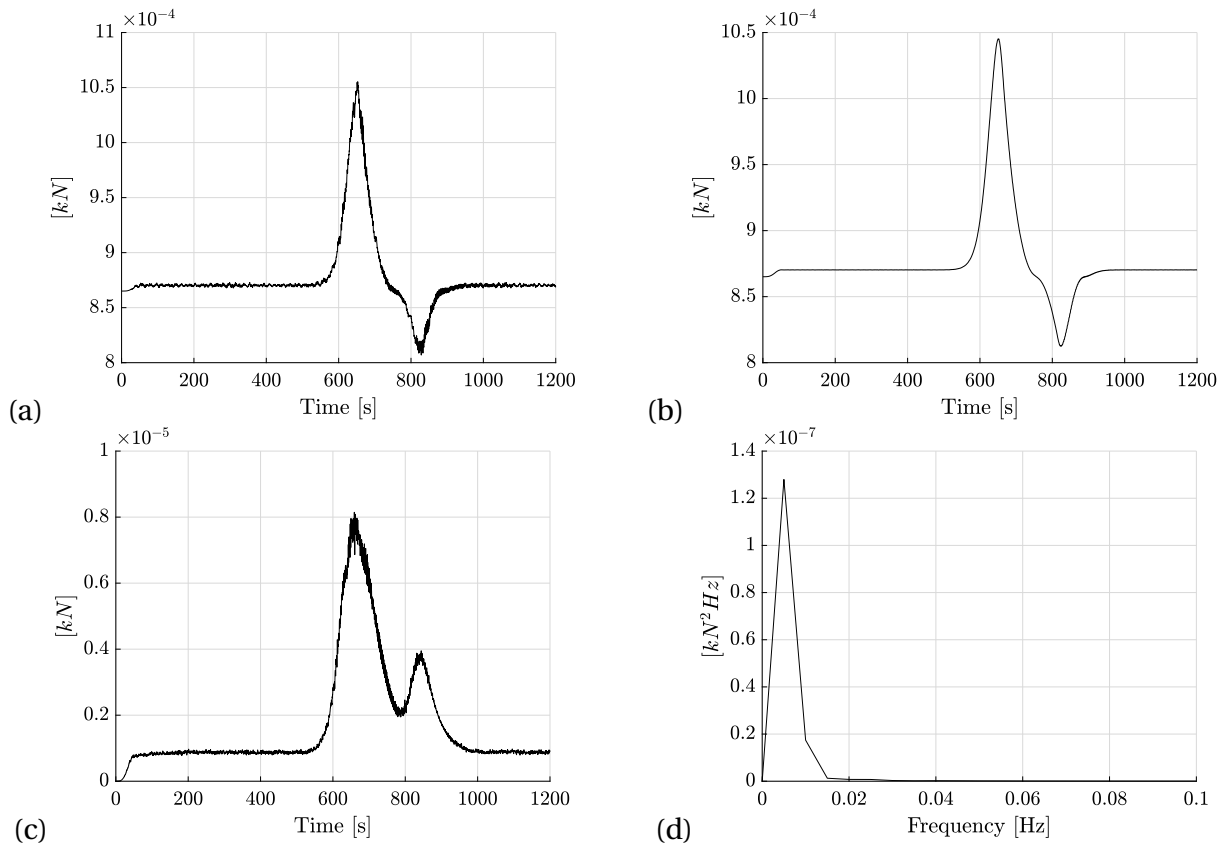 ×10−4
11
10.5
10
9.5
9
8.5
8
[kN]
0 200 400 600 800 1000 1200
Time [s]
(a)
×10−4
10.5
10
9.5
9
8.5
8
[kN]
0 200 400 600 800 1000 1200
Time [s]
(b)
×10−5
1
0.8
0.6
0.4
0.2
0
[kN]
0 200 400 600 800 1000 1200
Time [s]
(c)
×10−7
1.4
1.2
1
0.8
0.6
0.4
0.2
0
[kN2Hz]
0 0.02 0.04 0.06 0.08 0.1
Frequency [Hz]
(d)